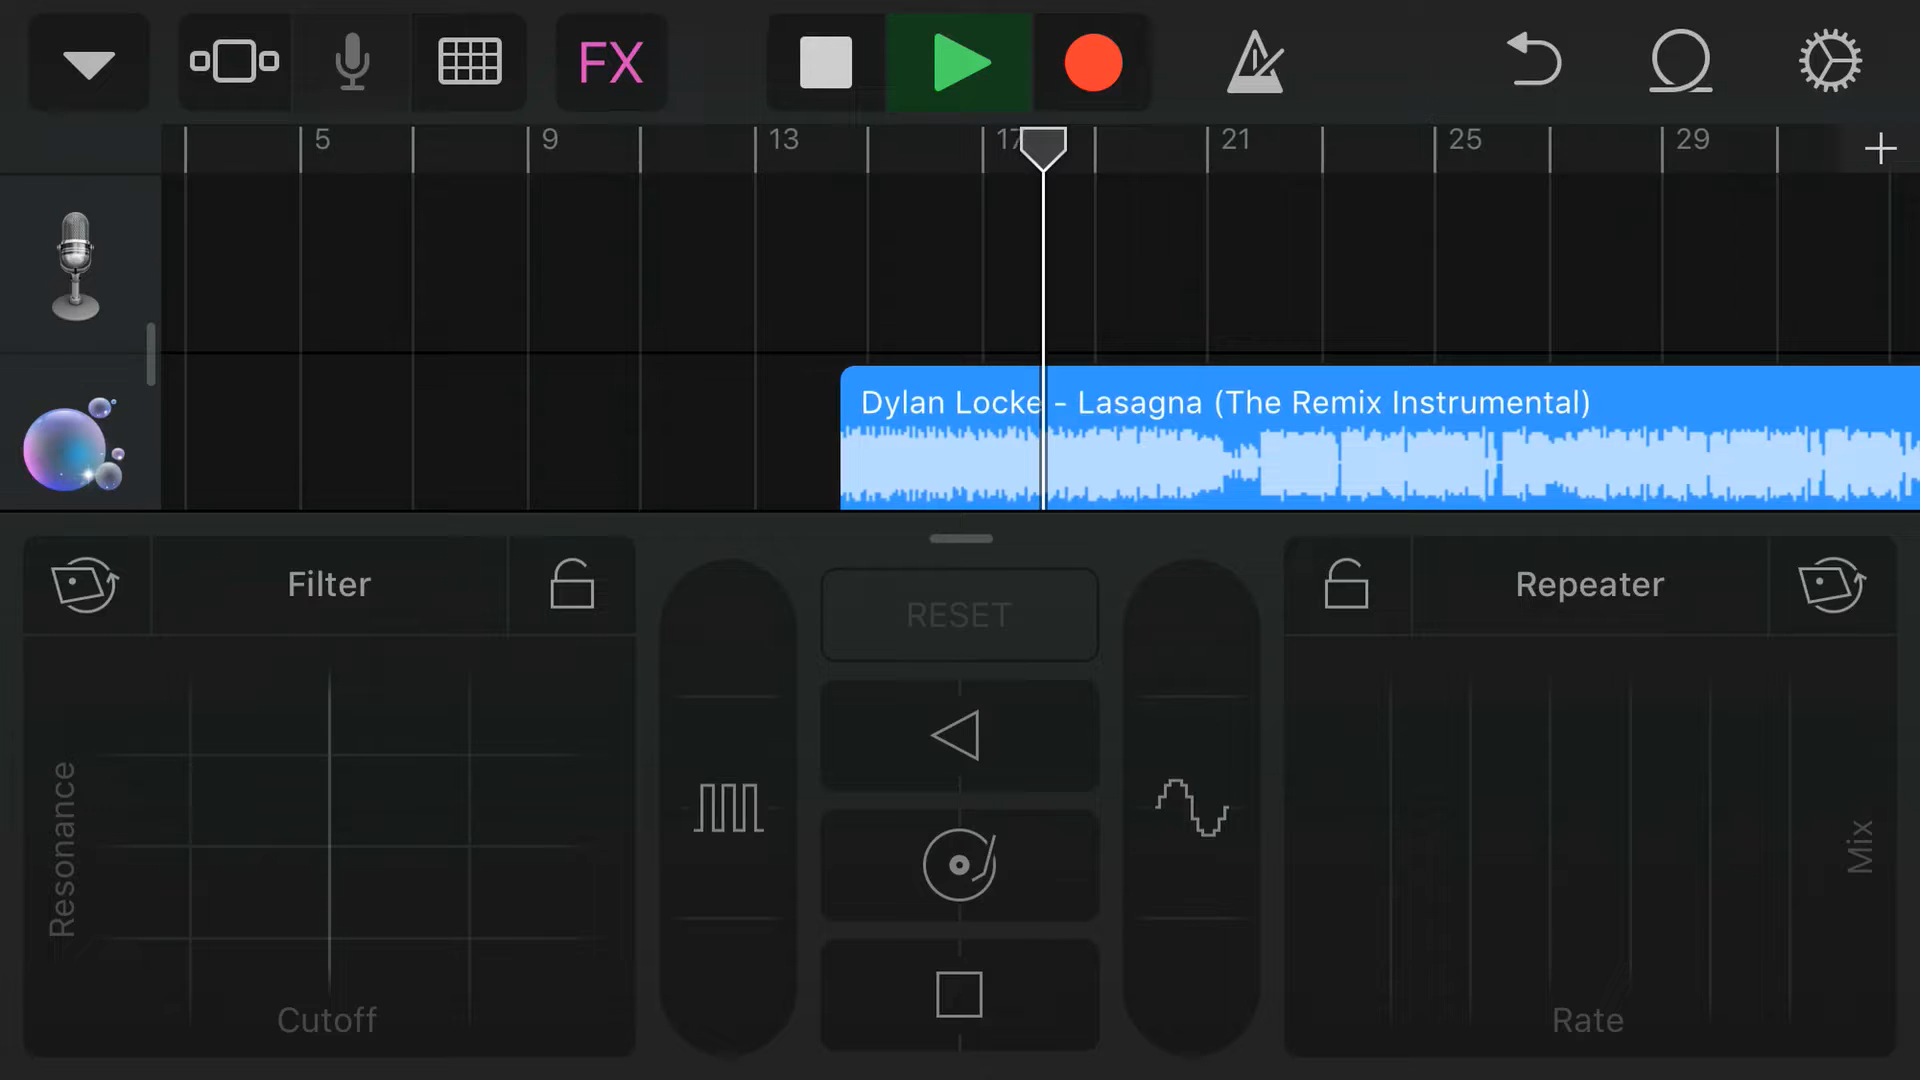 FX
5 9 13 17 21 25 29
Dylan Locke - Lasagna (The Remix Instrumental)
Filter
Resonance
Cutoff
RESET
Repeater
Mix
Rate